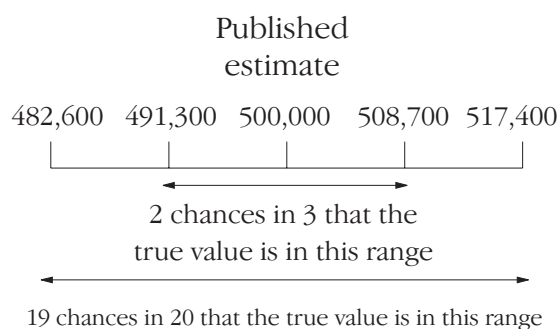 Published
estimate
482,600 491,300 500,000 508,700 517,400
2 chances in 3 that the
true value is in this range
19 chances in 20 that the true value is in this range